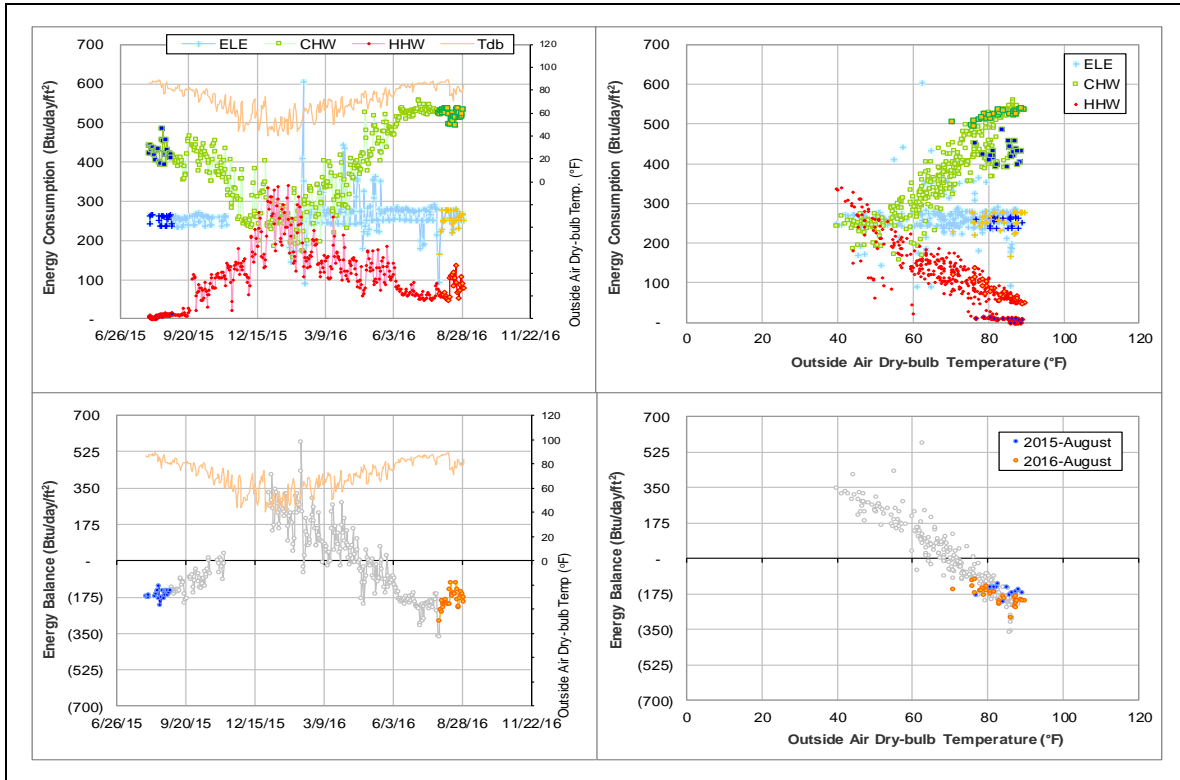 ELE CHW HHW Tdb
Energy Consumption (Btu/day/ft²)
700
600
500
400
300
200
100
-
120
100
80
60
40
20
0
Outside Air Dry-bulb Temp. (°F)
6/26/15 9/20/15 12/15/15 3/9/16 6/3/16 8/28/16 11/22/16
ELE
CHW
HHW
Energy Consumption (Btu/day/ft²)
700
600
500
400
300
200
100
-
0 20 40 60 80 100 120
Outside Air Dry-bulb Temperature (°F)
Energy Balance (Btu/day/ft²)
700
525
350
175
-
(175)
(350)
(525)
(700)
120
100
80
60
40
20
0
Outside Air Dry-bulb Temp (°F)
6/26/15 9/20/15 12/15/15 3/9/16 6/3/16 8/28/16 11/22/16
2015-August
2016-August
Energy Balance (Btu/day/ft²)
700
525
350
175
-
(175)
(350)
(525)
(700)
0 20 40 60 80 100 120
Outside Air Dry-bulb Temperature (°F)